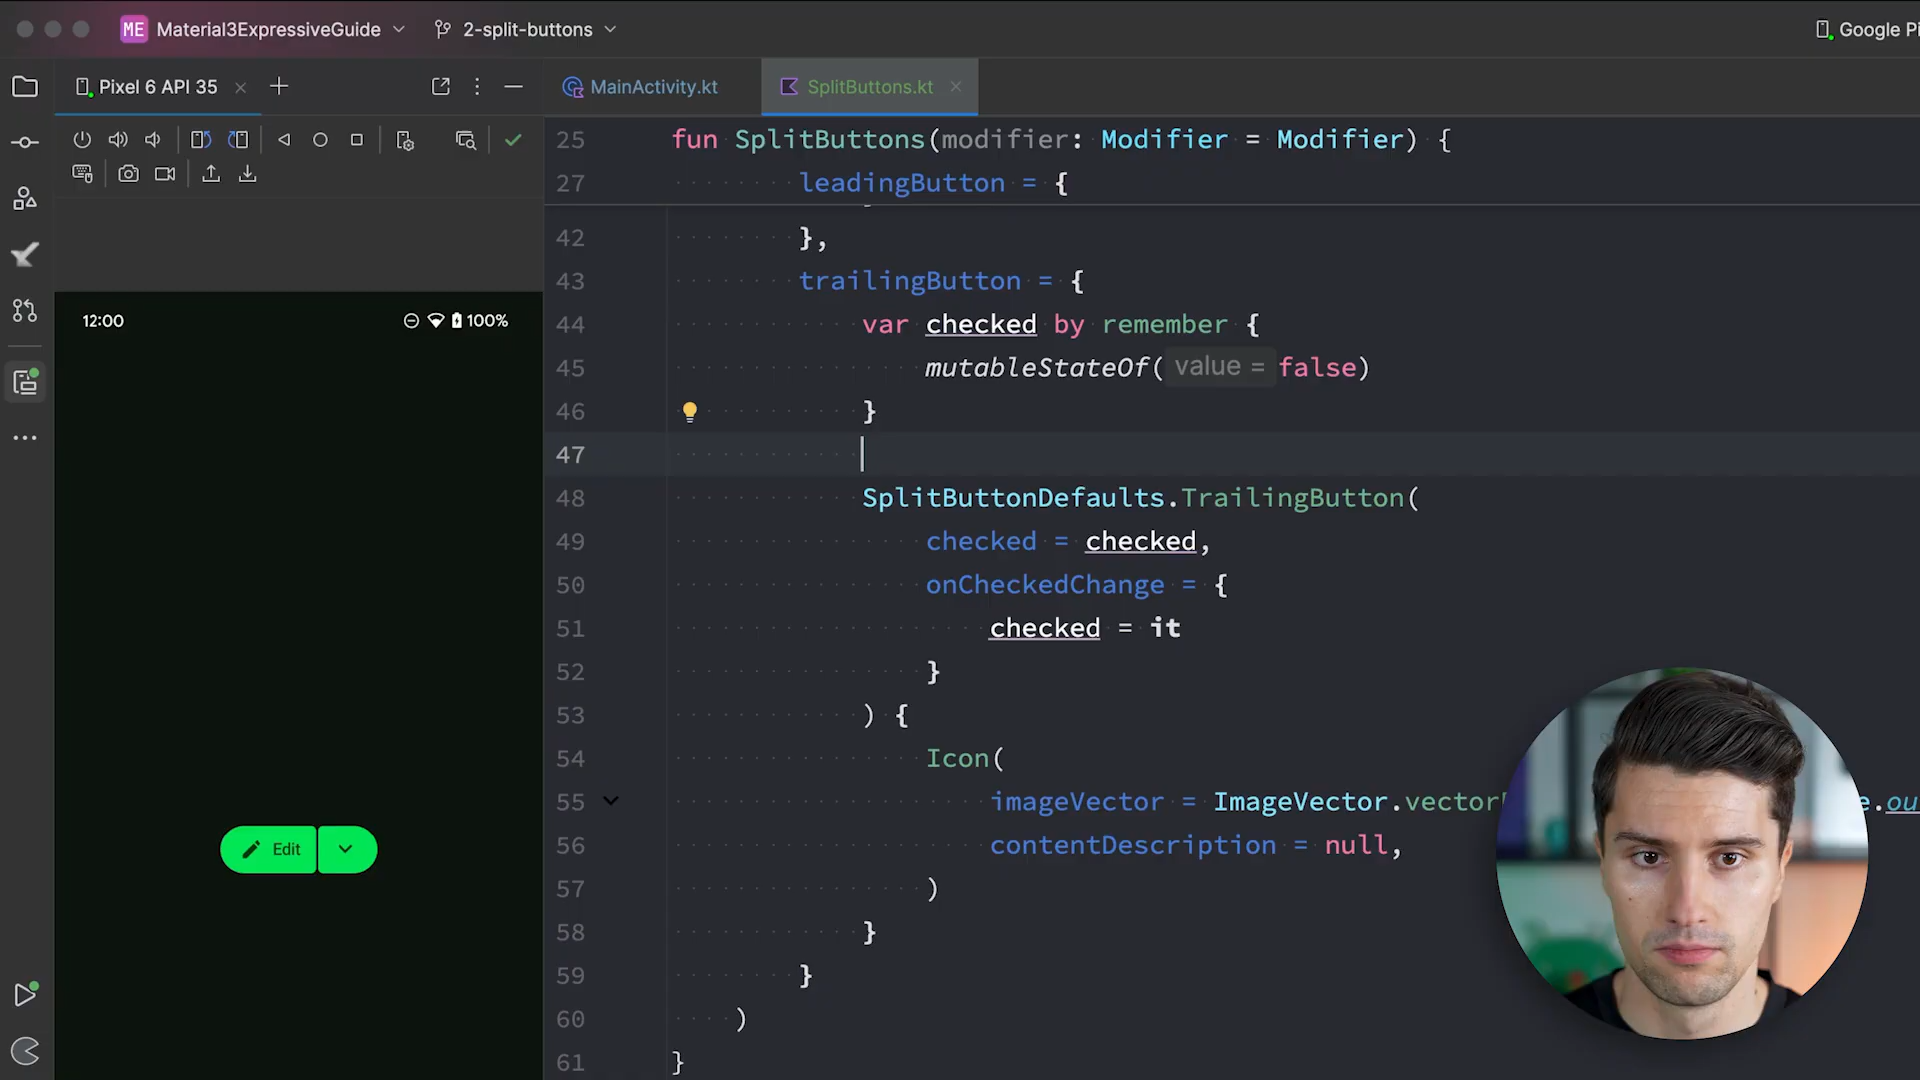 ME Material3ExpressiveGuide 2-split-buttons Google Pi
Pixel 6 API 35 MainActivity.kt SplitButtons.kt
25 fun SplitButtons(modifier: Modifier = Modifier) {
27 leadingButton = {
42 },
43 trailingButton = {
44 var checked by remember {
45 mutableStateOf( value = false)
46 }
47
48 SplitButtonDefaults.TrailingButton(
49 checked = checked,
50 onCheckedChange = {
51 checked = it
52 }
53 ) {
54 Icon(
55 imageVector = ImageVector.vector e.ou
56 contentDescription = null,
57 )
58 }
59 }
60 )
61 }
12:00 100%
Edit